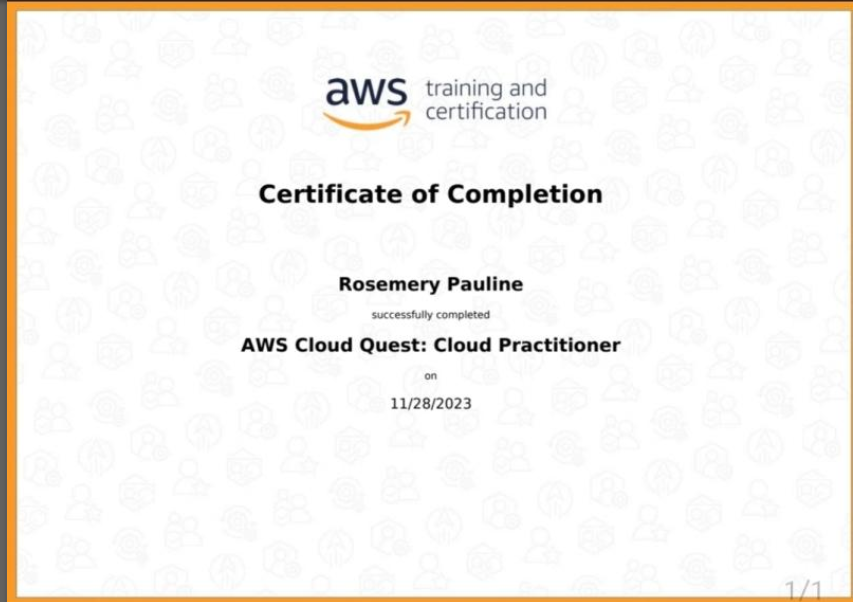 aws training and
certification
Certificate of Completion
Rosemery Pauline
successfully completed
AWS Cloud Quest: Cloud Practitioner
on
11/28/2023
1/1